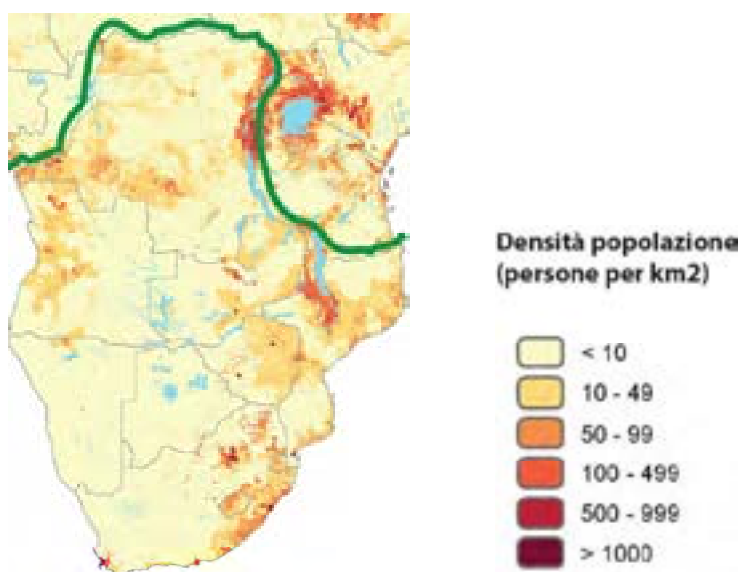 Densità popolazione
(persone per km2)
< 10
10 - 49
50 - 99
100 - 499
500 - 999
> 1000